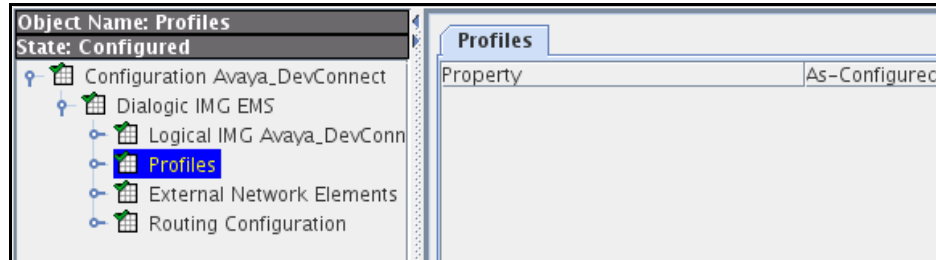 Object Name: Profiles
State: Configured
Configuration Avaya_DevConnect
Dialogic IMG EMS
Logical IMG Avaya_DevConn
Profiles
External Network Elements
Routing Configuration
Profiles
Property As-Configured